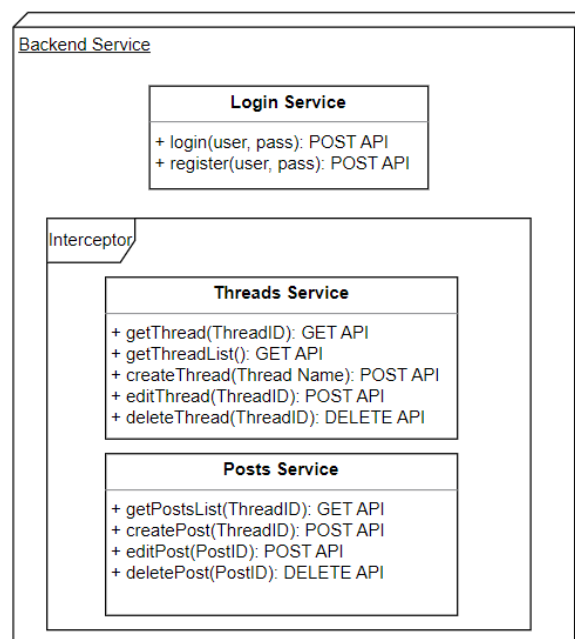 Backend Service
Login Service
+ login(user, pass): POST API
+ register(user, pass): POST API
Interceptor
Threads Service
+ getThread(ThreadID): GET API
+ getThreadList(): GET API
+ createThread(Thread Name): POST API
+ editThread(ThreadID): POST API
+ deleteThread(ThreadID): DELETE API
Posts Service
+ getPostsList(ThreadID): GET API
+ createPost(ThreadID): POST API
+ editPost(PostID): POST API
+ deletePost(PostID): DELETE API